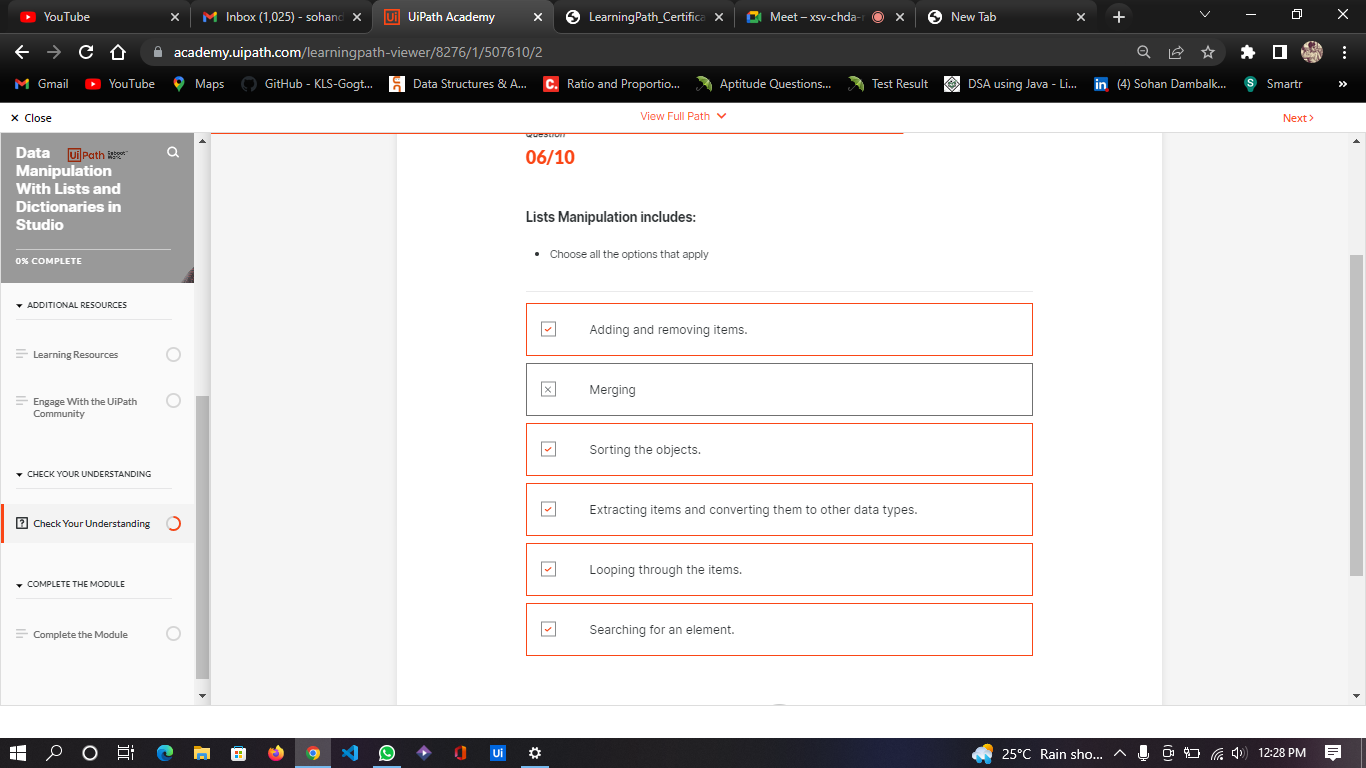 YouTube
Inbox (1,025) - sohand
UiPath Academy
LearningPath_Certifica
Meet – xsv-chda-
New Tab
academy.uipath.com/learningpath-viewer/8276/1/507610/2
Gmail
YouTube
Maps
GitHub - KLS-Gogt...
Data Structures & A...
Ratio and Proportio...
Aptitude Questions...
Test Result
DSA using Java - Li...
(4) Sohan Dambalk...
Smartr
»
× Close
View Full Path
Next >
Data Manipulation With Lists and Dictionaries in Studio
UiPath Reboot Work
0% COMPLETE
ADDITIONAL RESOURCES
Learning Resources
Engage With the UiPath
Community
CHECK YOUR UNDERSTANDING
Check Your Understanding
COMPLETE THE MODULE
Complete the Module
Question
06/10
Lists Manipulation includes:
• Choose all the options that apply
Adding and removing items.
Merging
Sorting the objects.
Extracting items and converting them to other data types.
Looping through the items.
Searching for an element.
Ui
25°C Rain sho...
12:28 PM